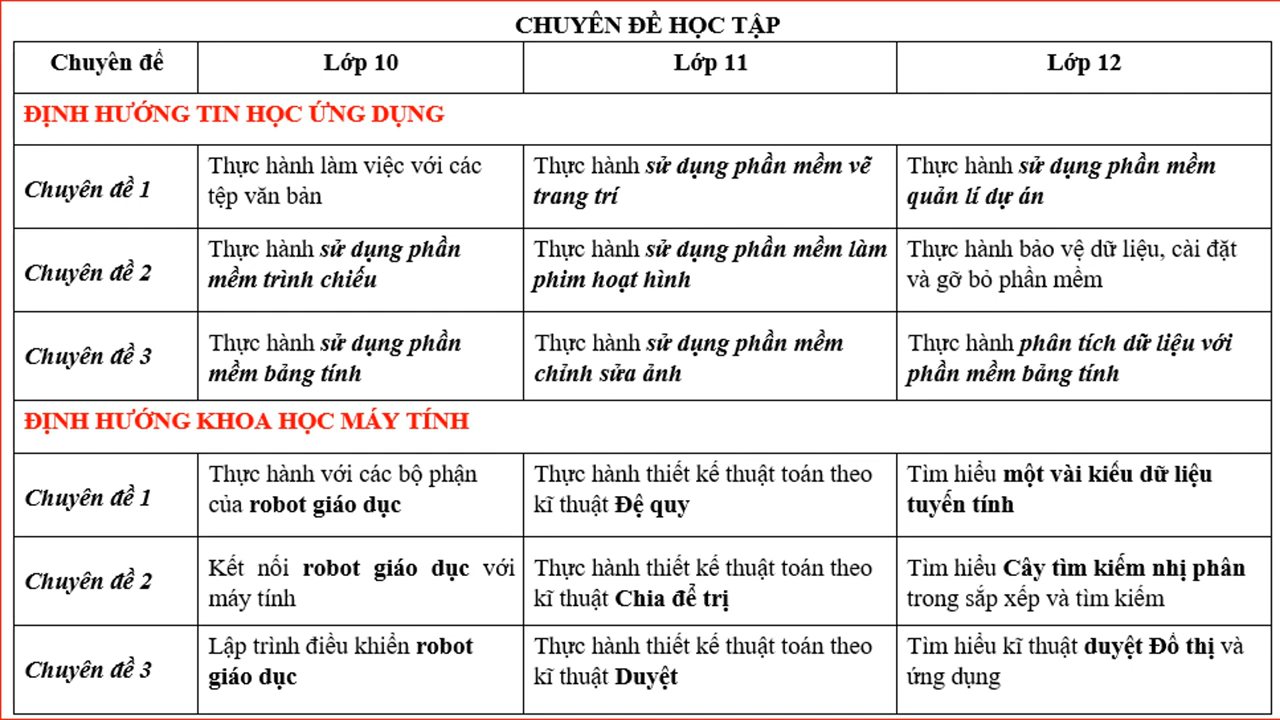 CHUYÊN ĐỀ HỌC TẬP
Chuyên đề Lớp 10 Lớp 11 Lớp 12
ĐỊNH HƯỚNG TIN HỌC ỨNG DỤNG
Chuyên đề 1
Thực hành làm việc với các
tệp văn bản
Thực hành sử dụng phần mềm vẽ
trang trí
Thực hành sử dụng phần mềm
quản lí dự án
Chuyên đề 2
Thực hành sử dụng phần
mềm trình chiếu
Thực hành sử dụng phần mềm làm
phim hoạt hình
Thực hành bảo vệ dữ liệu, cài đặt
và gỡ bỏ phần mềm
Chuyên đề 3
Thực hành sử dụng phần
mềm bảng tính
Thực hành sử dụng phần mềm
chỉnh sửa ảnh
Thực hành phân tích dữ liệu với
phần mềm bảng tính
ĐỊNH HƯỚNG KHOA HỌC MÁY TÍNH
Chuyên đề 1
Thực hành với các bộ phận
của robot giáo dục
Thực hành thiết kế thuật toán theo
kĩ thuật Đệ quy
Tìm hiểu một vài kiểu dữ liệu
tuyến tính
Chuyên đề 2
Kết nối robot giáo dục với
máy tính
Thực hành thiết kế thuật toán theo
kĩ thuật Chia để trị
Tìm hiểu Cây tìm kiếm nhị phân
trong sắp xếp và tìm kiếm
Chuyên đề 3
Lập trình điều khiển robot
giáo dục
Thực hành thiết kế thuật toán theo
kĩ thuật Duyệt
Tìm hiểu kĩ thuật duyệt Đồ thị và
ứng dụng